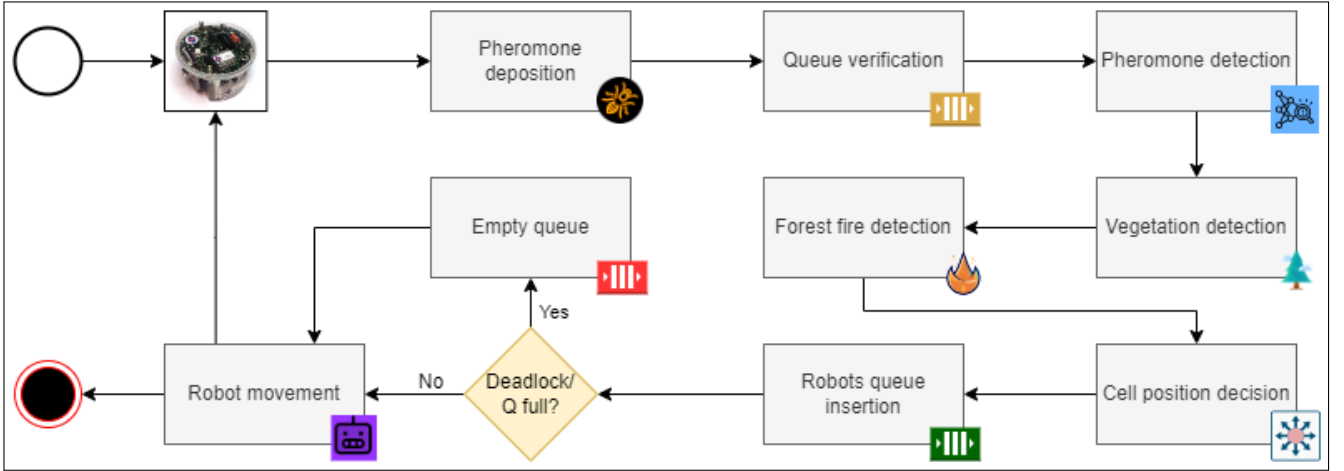 Pheromone
deposition
Queue verification
Pheromone detection
Empty queue
Forest fire detection
Vegetation detection
Yes
Robot movement
No
Deadlock/
Q full?
Robots queue
insertion
Cell position decision